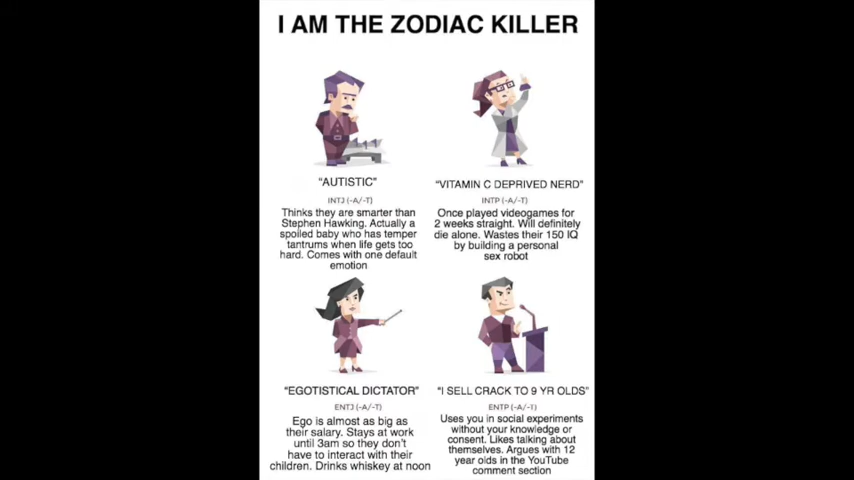 I AM THE ZODIAC KILLER
"AUTISTIC"
INTJ (-A/-T)
Thinks they are smarter than
Stephen Hawking. Actually a
spoiled baby who has temper
tantrums when life gets too
hard. Comes with one default
emotion
"VITAMIN C DEPRIVED NERD"
INTP (-A/-T)
Once played videogames for
2 weeks straight. Will definitely
die alone. Wastes their 150 IQ
by building a personal
sex robot
"EGOTISTICAL DICTATOR"
ENTJ (-A/-T)
Ego is almost as big as
their salary. Stays at work
until 3am so they don't
have to interact with their
children. Drinks whiskey at noon
"I SELL CRACK TO 9 YR OLDS"
ENTP (-A/-T)
Uses you in social experiments
without your knowledge or
consent. Likes talking about
themselves. Argues with 12
year olds in the YouTube
comment section